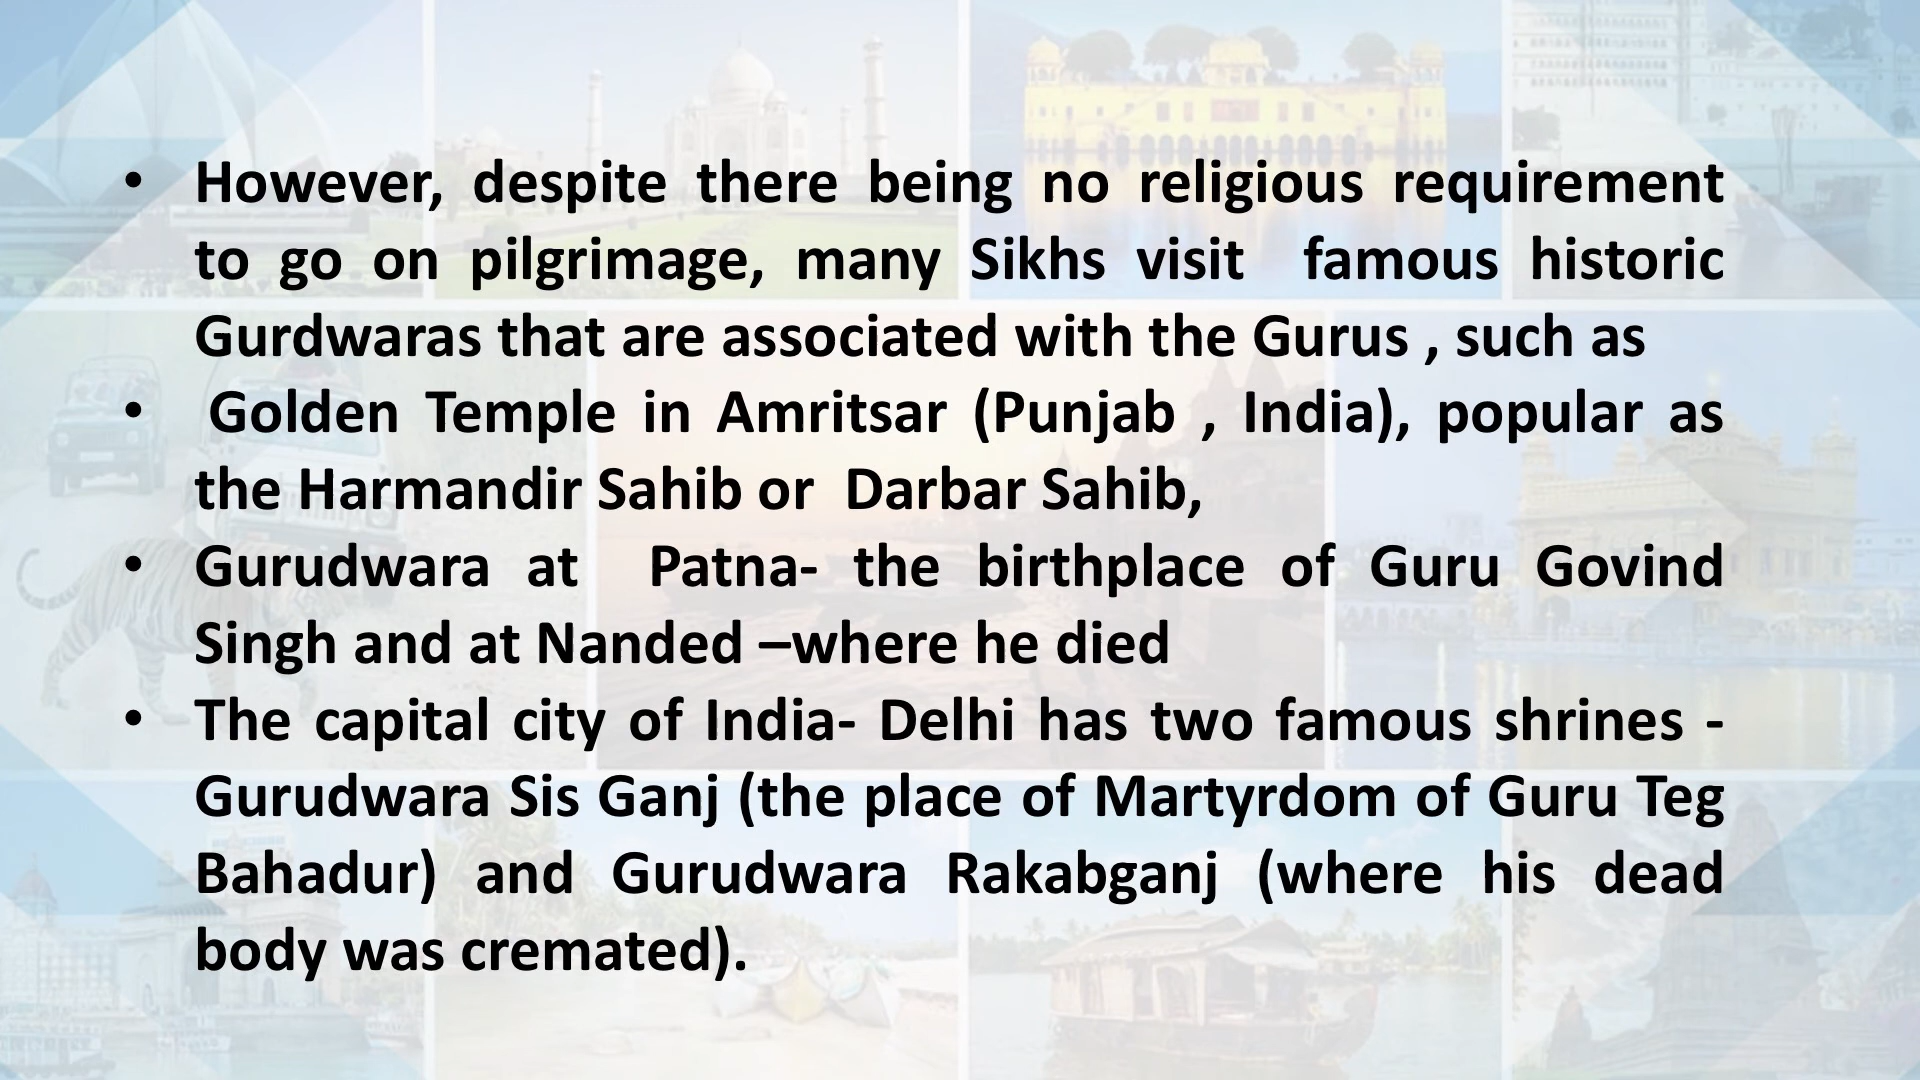 • However, despite there being no religious requirement
to go on pilgrimage, many Sikhs visit  famous historic
Gurdwaras that are associated with the Gurus , such as
•  Golden Temple in Amritsar (Punjab , India), popular as
the Harmandir Sahib or  Darbar Sahib,
• Gurudwara at  Patna- the birthplace of Guru Govind
Singh and at Nanded –where he died
• The capital city of India- Delhi has two famous shrines -
Gurudwara Sis Ganj (the place of Martyrdom of Guru Teg
Bahadur) and Gurudwara Rakabganj (where his dead
body was cremated).